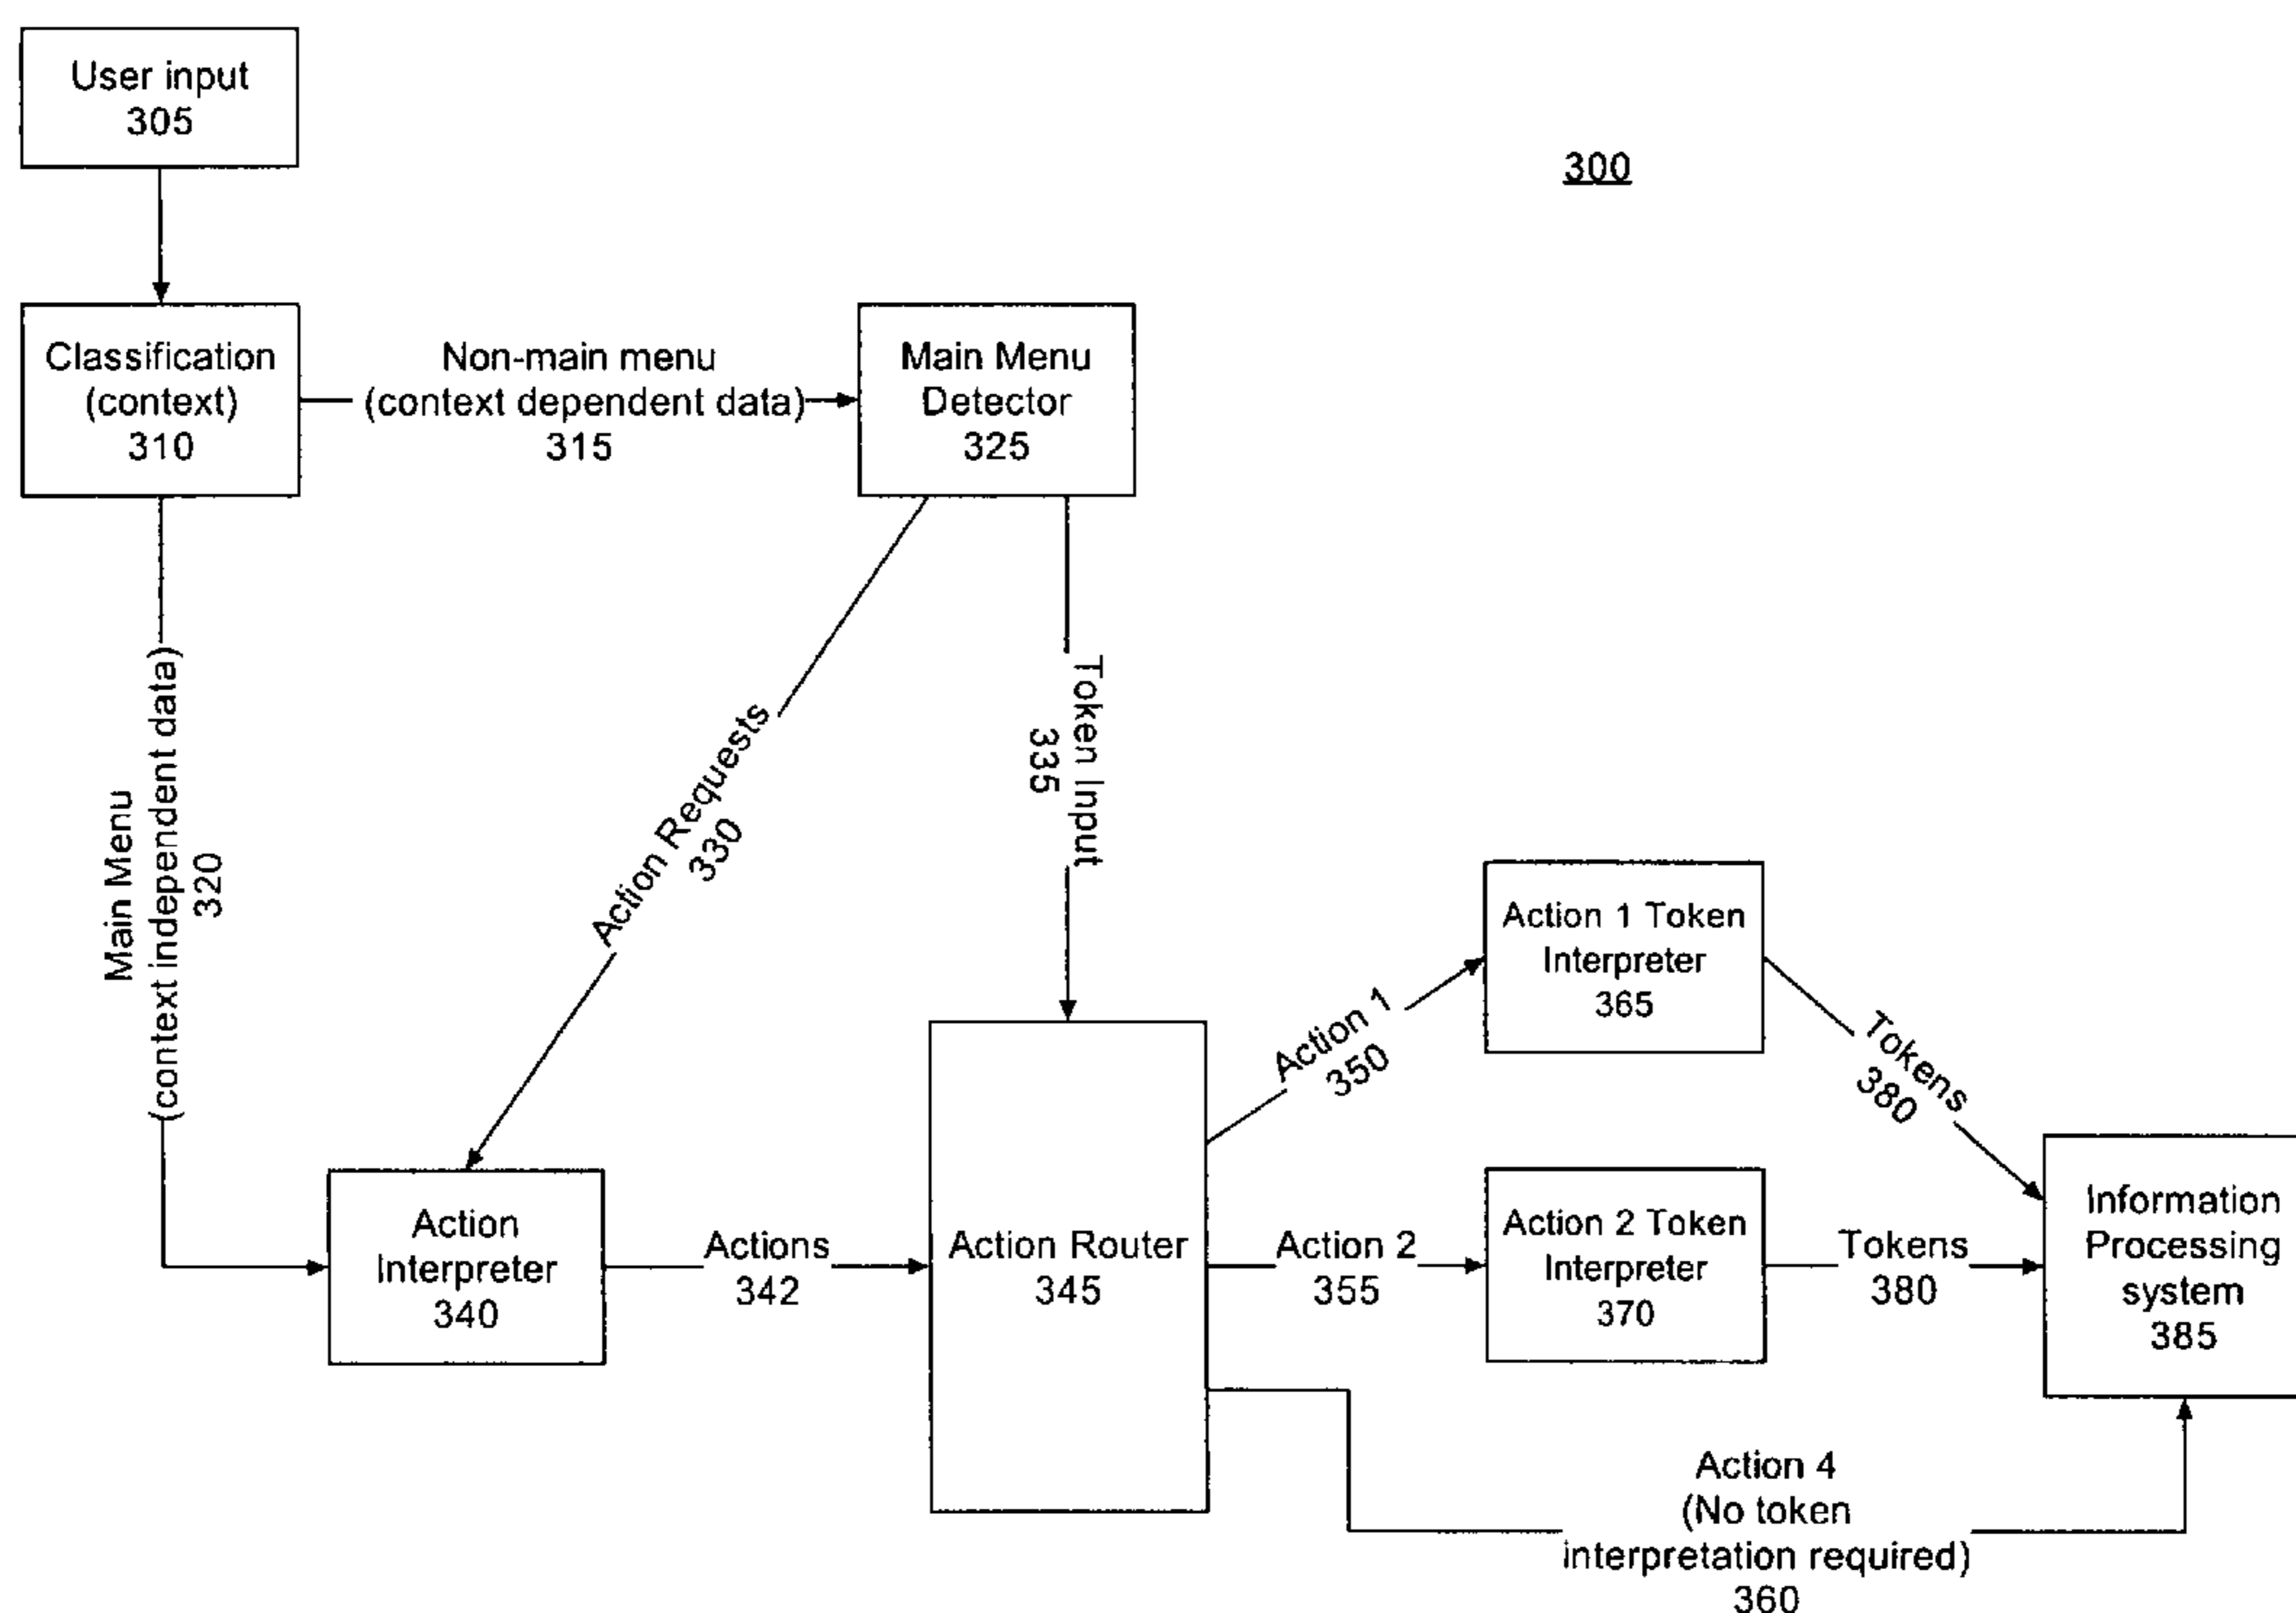 User input
305
300
Classification
(context)
310
Non-main menu
(context dependent data)
315
Main Menu
Detector
325
Main Menu
(context independent data)
320
Action Requests
330
Token Input
335
Action 1 Token
Interpreter
365
Action 1
350
Tokens
380
Action
Interpreter
340
Actions
342
Action Router
345
Action 2
355
Action 2 Token
Interpreter
370
Tokens
380
Information
Processing
system
385
Action 4
(No token
interpretation required)
360